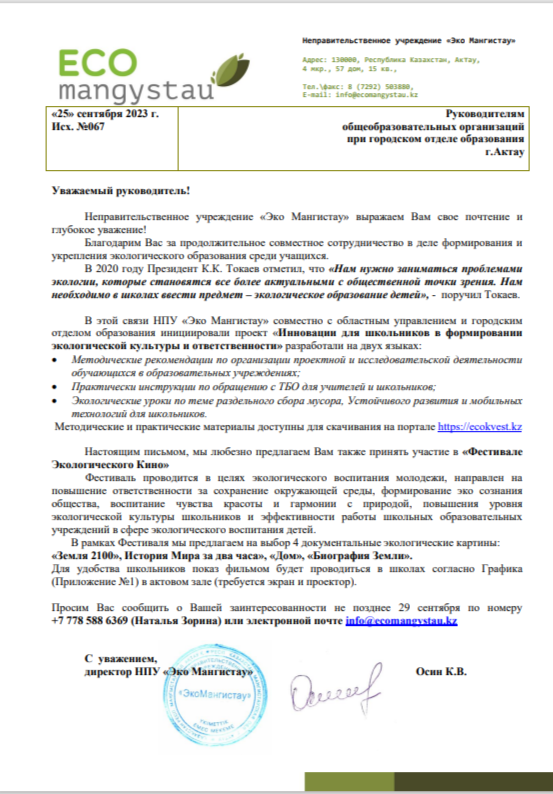 ECO
mangystau
Неправительственное учреждение «Эко Мангистау»
Адрес: 130000, Республика Казахстан, Актау,
4 мкр., 57 дом, 15 кв.,
Тел.\факс: 8 (7292) 503880,
E-mail: info@ecomangystau.kz
«25» сентября 2023 г.
Исх. №067
Руководителям
общеобразовательных организаций
при городском отделе образования
г.Актау
Уважаемый руководитель!
Неправительственное учреждение «Эко Мангистау» выражаем Вам свое почтение и
глубокое уважение!
Благодарим Вас за продолжительное совместное сотрудничество в деле формирования и
укрепления экологического образования среди учащихся.
В 2020 году Президент К.К. Токаев отметил, что «Нам нужно заниматься проблемами
экологии, которые становятся все более актуальными с общественной точки зрения. Нам
необходимо в школах ввести предмет – экологическое образование детей», - поручил Токаев.
В этой связи НПУ «Эко Мангистау» совместно с областным управлением и городским
отделом образования инициировали проект «Инновации для школьников в формировании
экологической культуры и ответственности» разработали на двух языках:
• Методические рекомендации по организации проектной и исследовательской деятельности
обучающихся в образовательных учреждениях;
• Практически инструкции по обращению с ТБО для учителей и школьников;
• Экологические уроки по теме раздельного сбора мусора, Устойчивого развития и мобильных
технологий для школьников.
Методические и практические материалы доступны для скачивания на портале https://ecokvest.kz
Настоящим письмом, мы любезно предлагаем Вам также принять участие в «Фестивале
Экологического Кино»
Фестиваль проводится в целях экологического воспитания молодежи, направлен на
повышение ответственности за сохранение окружающей среды, формирование эко сознания
общества, воспитание чувства красоты и гармонии с природой, повышения уровня
экологической культуры школьников и эффективности работы школьных образовательных
учреждений в сфере экологического воспитания детей.
В рамках Фестиваля мы предлагаем на выбор 4 документальные экологические картины:
«Земля 2100», История Мира за два часа», «Дом», «Биография Земли».
Для удобства школьников показ фильмом будет проводиться в школах согласно Графика
(Приложение №1) в актовом зале (требуется экран и проектор).
Просим Вас сообщить о Вашей заинтересованности не позднее 29 сентября по номеру
+7 778 588 6369 (Наталья Зорина) или электронной почте info@ecomangystau.kz
С уважением,
директор НПУ «Эко Мангистау»
Осин К.В.
«ЭкоМангистау»